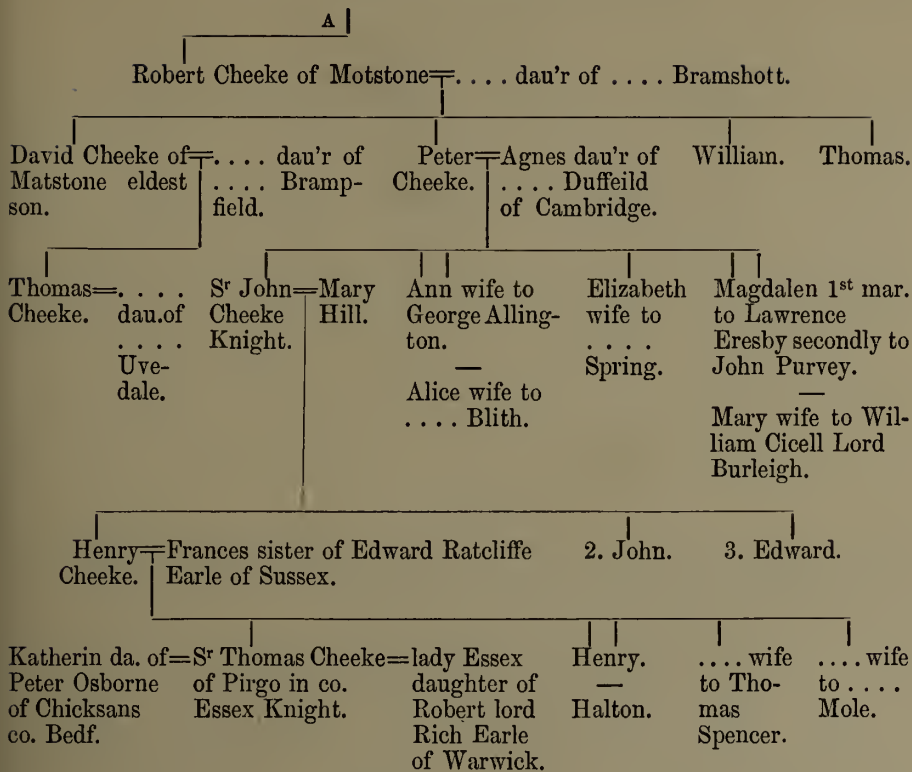 A
Robert Cheeke of Motstone=. . . . dau'r of . . . . Bramshott.
David Cheeke of
Matstone eldest
son.
=. . . . dau'r of
. . . . Bramp-
field.
Peter
Cheeke.
=Agnes dau'r of
. . . . Duffeild
of Cambridge.
William.
Thomas.
Thomas
Cheeke.
=. . . .
dau. of
. . . .
Uve-
dale.
Sr John
Cheeke
Knight.
=Mary
Hill.
Ann wife to
George Alling-
ton.
—
Alice wife to
. . . . Blith.
Elizabeth
wife to
. . . .
Spring.
Magdalen 1st mar.
to Lawrence
Eresby secondly to
John Purvey.
—
Mary wife to Wil-
liam Cicell Lord
Burleigh.
Henry
Cheeke.
=Frances sister of Edward Ratcliffe
Earle of Sussex.
2. John.
3. Edward.
Katherin da. of
Peter Osborne
of Chicksans
co. Bedf.
=Sr Thomas Cheeke=
of Pirgo in co.
Essex Knight.
lady Essex
daughter of
Robert lord
Rich Earle
of Warwick.
Henry.
—
Halton.
. . . . wife
to Tho-
mas
Spencer.
. . . . wife
to . . . .
Mole.